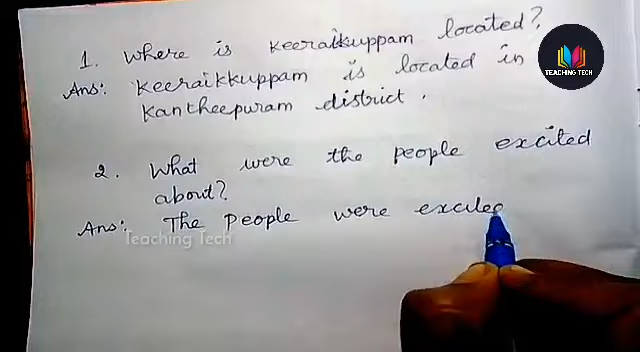 1. Where is Keeraikuppam located?
Ans: Keeraikkuppam is located in
Kantheepuram district.
2. What were the people excited
about?
Ans: The People were excited
TEACHING TECH
Teaching Tech